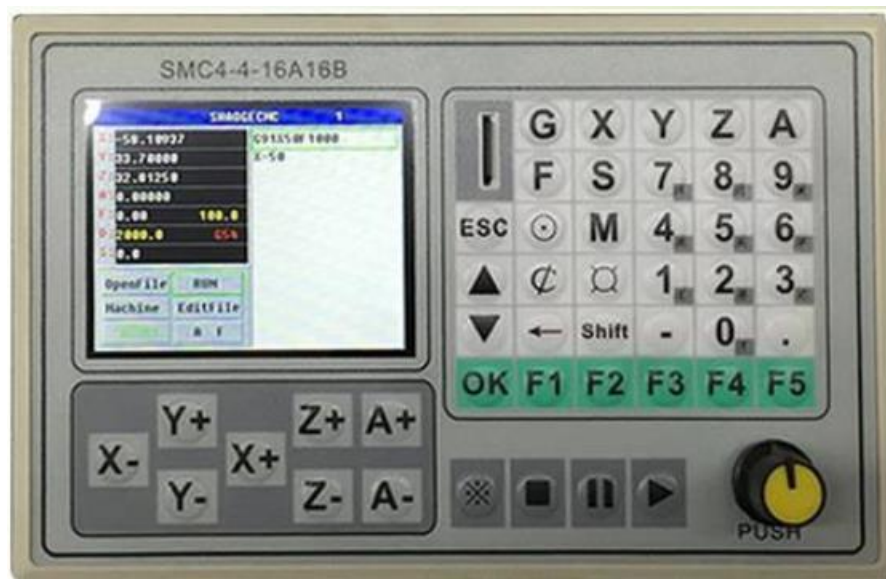 SMC4-4-16A16B
SHAOGECNC 1
X:-50.10937
Y:33.70000
Z:32.01250
0.00000
F:0.00 100.0
2000.0 G54
S:0.0
G91X50F1000
X-50
OpenFile RUN
Machine EditFile
G X Y Z A
F S 7 8 9
ESC M 4 5 6
1 2 3
Shift - 0 .
OK F1 F2 F3 F4 F5
Y+ Z+ A+
X- X+
Y- Z- A-
PUSH